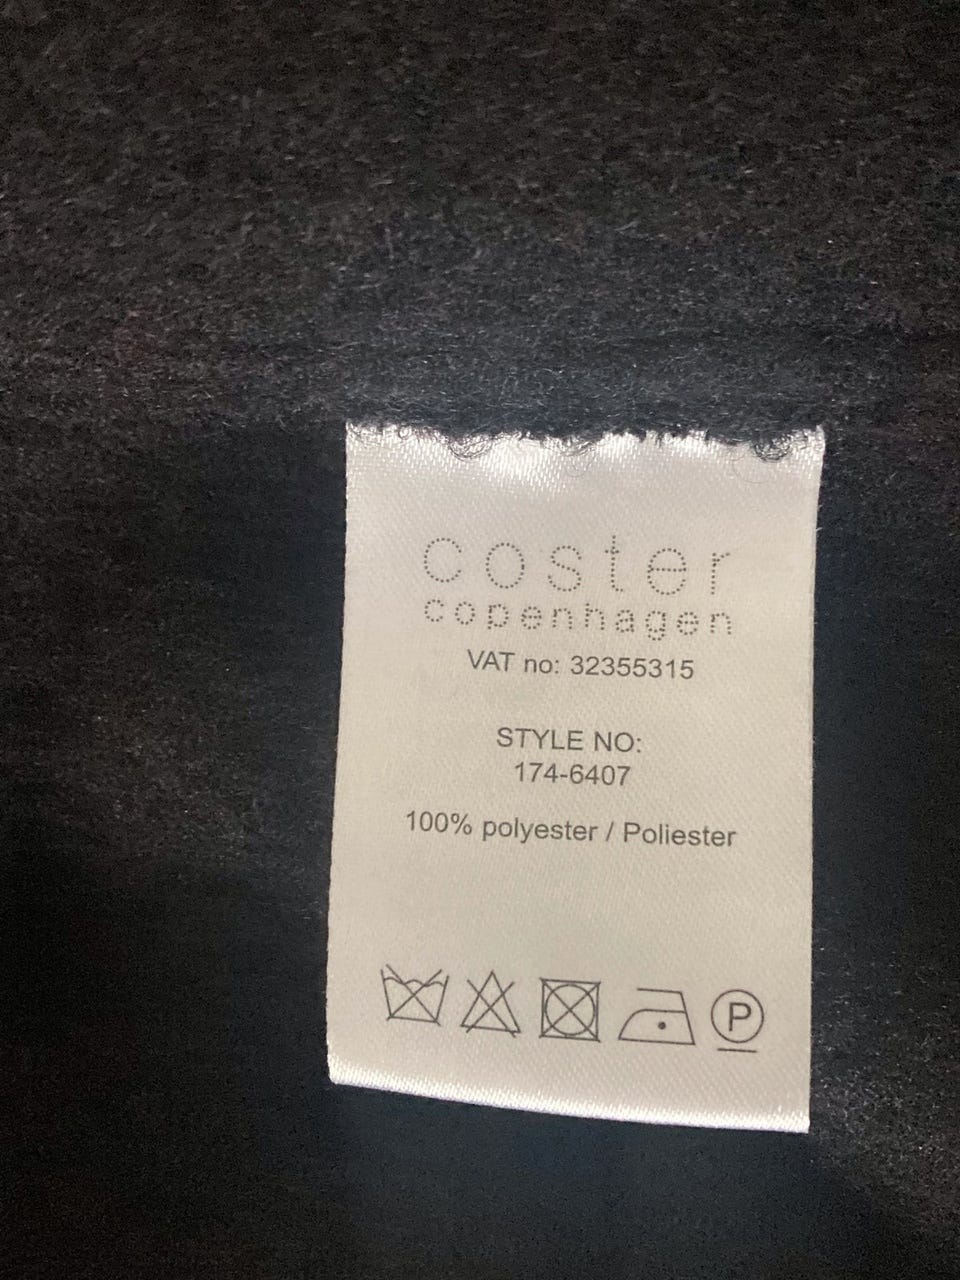 coster
copenhagen
VAT no: 32355315
STYLE NO:
174-6407
100% polyester / Poliester
P